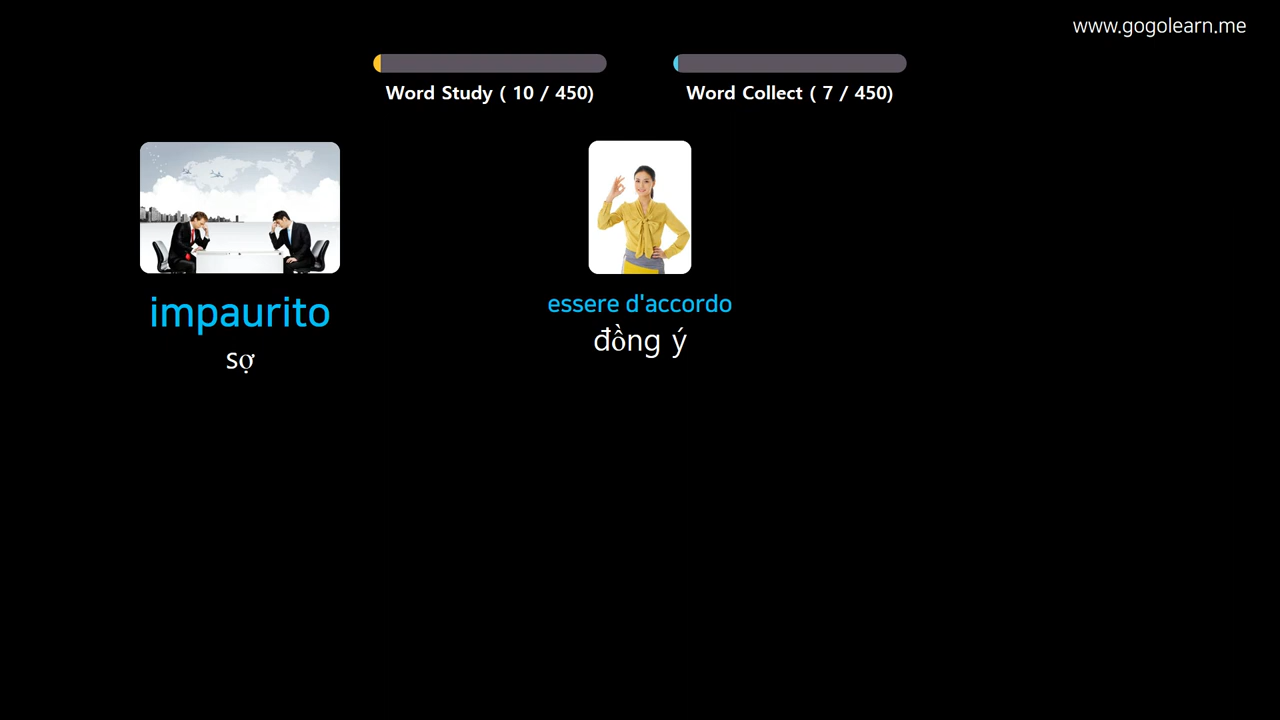 www.gogolearn.me
Word Study ( 10 / 450)
Word Collect ( 7 / 450)
impaurito
sợ
essere d'accordo
đồng ý